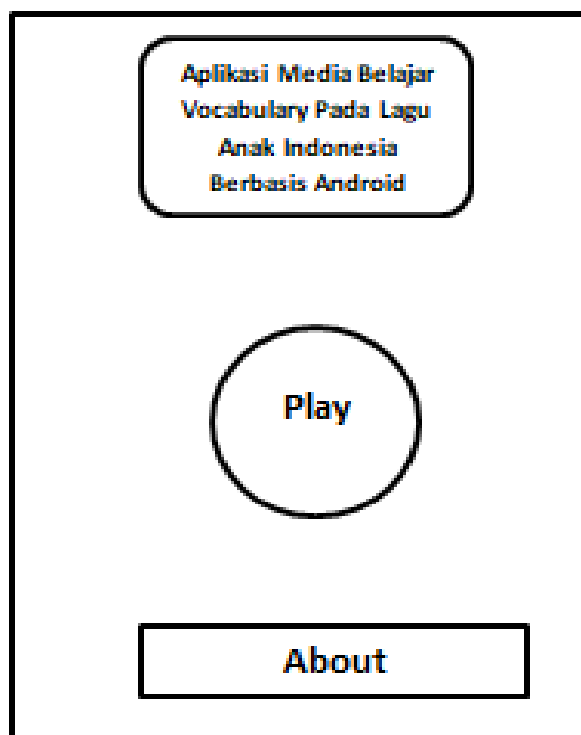 Aplikasi Media Belajar
Vocabulary Pada Lagu
Anak Indonesia
Berbasis Android
Play
About